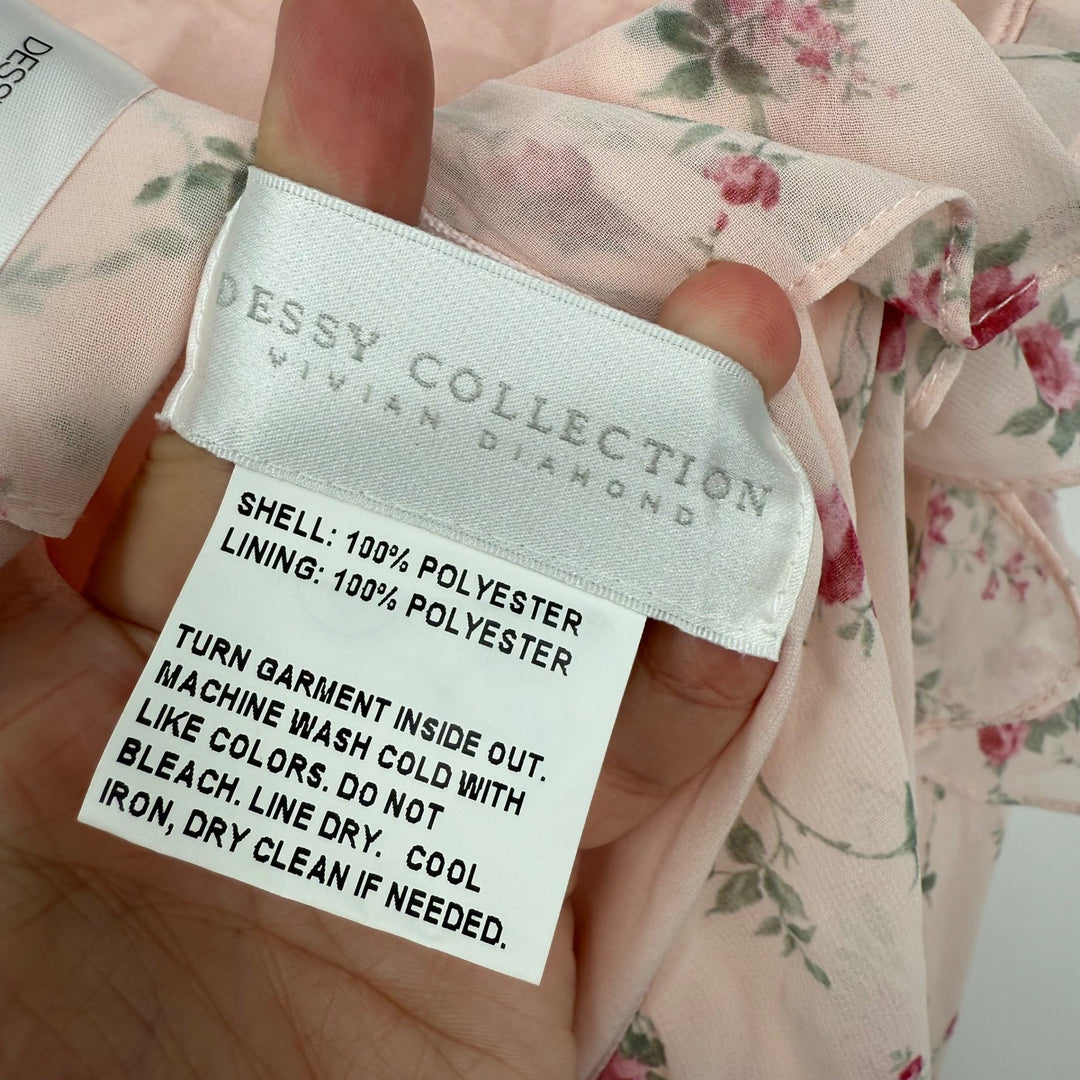 DESSY COLLECTION
VIVIAN DIAMOND
SHELL: 100% POLYESTER
LINING: 100% POLYESTER
TURN GARMENT INSIDE OUT.
MACHINE WASH COLD WITH
LIKE COLORS. DO NOT
BLEACH. LINE DRY. COOL
IRON, DRY CLEAN IF NEEDED.